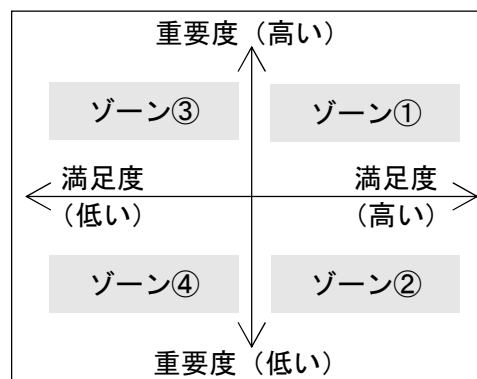 重要度（高い）
ゾーン③
ゾーン①
満足度
（低い）
満足度
（高い）
ゾーン④
ゾーン②
重要度（低い）